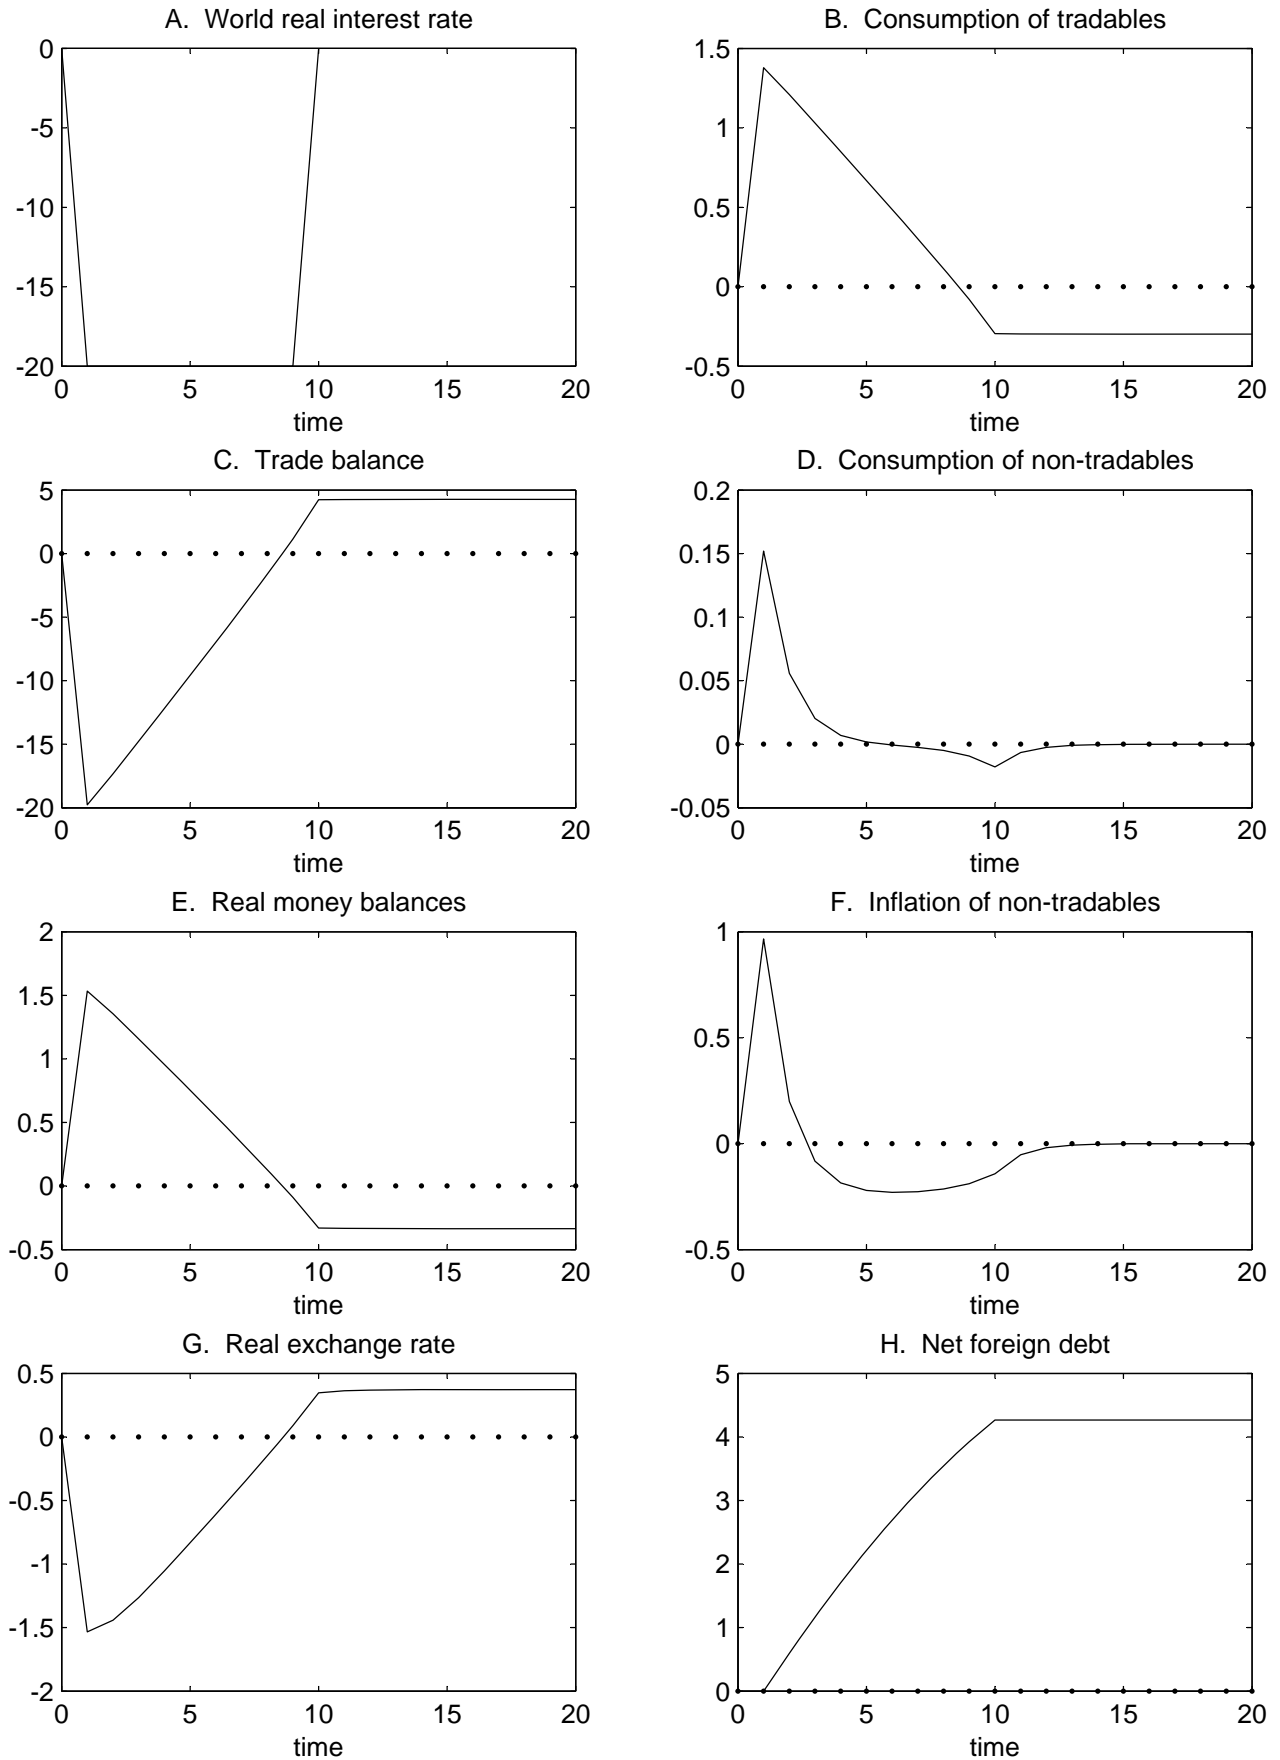 A. World real interest rate
0
-5
-10
-15
-20
0 5 10 15 20
time
B. Consumption of tradables
1.5
1
0.5
0
-0.5
0 5 10 15 20
time
C. Trade balance
5
0
-5
-10
-15
-20
0 5 10 15 20
time
D. Consumption of non-tradables
0.2
0.15
0.1
0.05
0
-0.05
0 5 10 15 20
time
E. Real money balances
2
1.5
1
0.5
0
-0.5
0 5 10 15 20
time
F. Inflation of non-tradables
1
0.5
0
-0.5
0 5 10 15 20
time
G. Real exchange rate
0.5
0
-0.5
-1
-1.5
-2
0 5 10 15 20
time
H. Net foreign debt
5
4
3
2
1
0
0 5 10 15 20
time